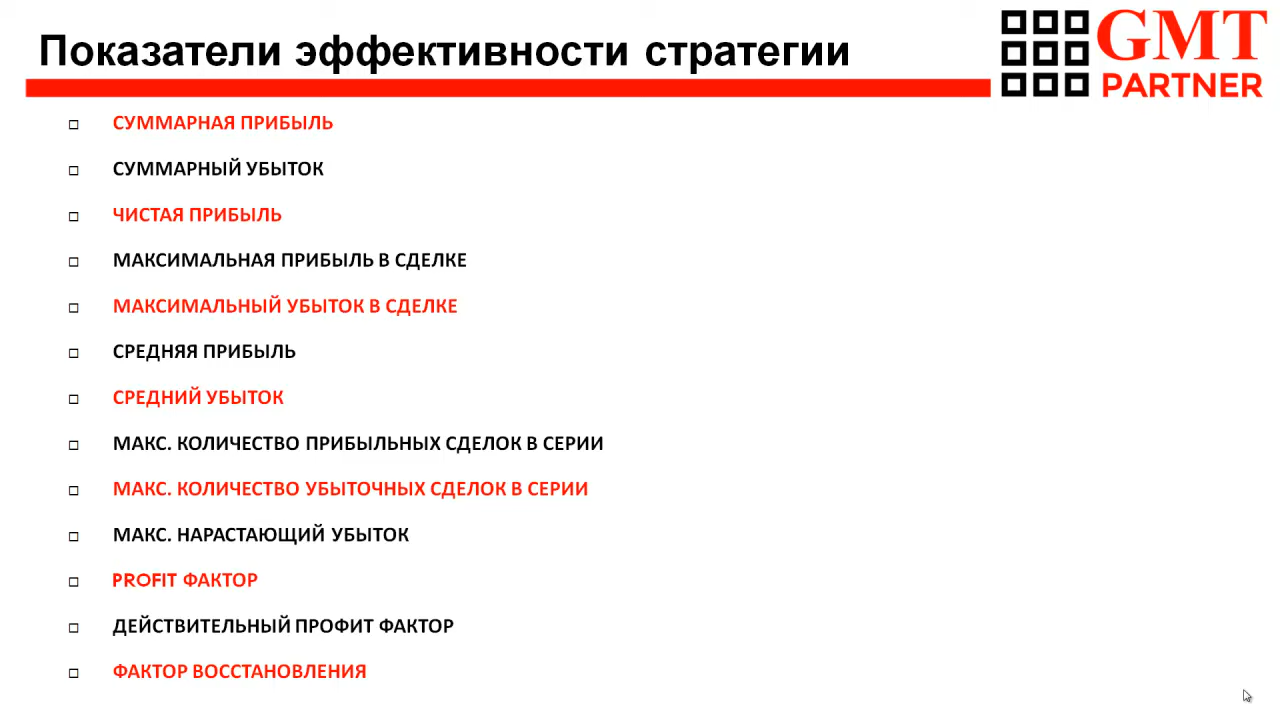 Показатели эффективности стратегии
GMT
PARTNER
СУММАРНАЯ ПРИБЫЛЬ
СУММАРНЫЙ УБЫТОК
ЧИСТАЯ ПРИБЫЛЬ
МАКСИМАЛЬНАЯ ПРИБЫЛЬ В СДЕЛКЕ
МАКСИМАЛЬНЫЙ УБЫТОК В СДЕЛКЕ
СРЕДНЯЯ ПРИБЫЛЬ
СРЕДНИЙ УБЫТОК
МАКС. КОЛИЧЕСТВО ПРИБЫЛЬНЫХ СДЕЛОК В СЕРИИ
МАКС. КОЛИЧЕСТВО УБЫТОЧНЫХ СДЕЛОК В СЕРИИ
МАКС. НАРАСТАЮЩИЙ УБЫТОК
PROFIT ФАКТОР
ДЕЙСТВИТЕЛЬНЫЙ ПРОФИТ ФАКТОР
ФАКТОР ВОССТАНОВЛЕНИЯ